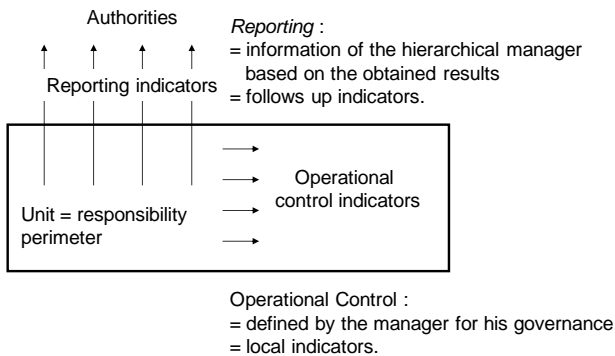 Authorities
Reporting :
= information of the hierarchical manager
based on the obtained results
= follows up indicators.
Reporting indicators
Operational
control indicators
Unit = responsibility
perimeter
Operational Control :
= defined by the manager for his governance
= local indicators.